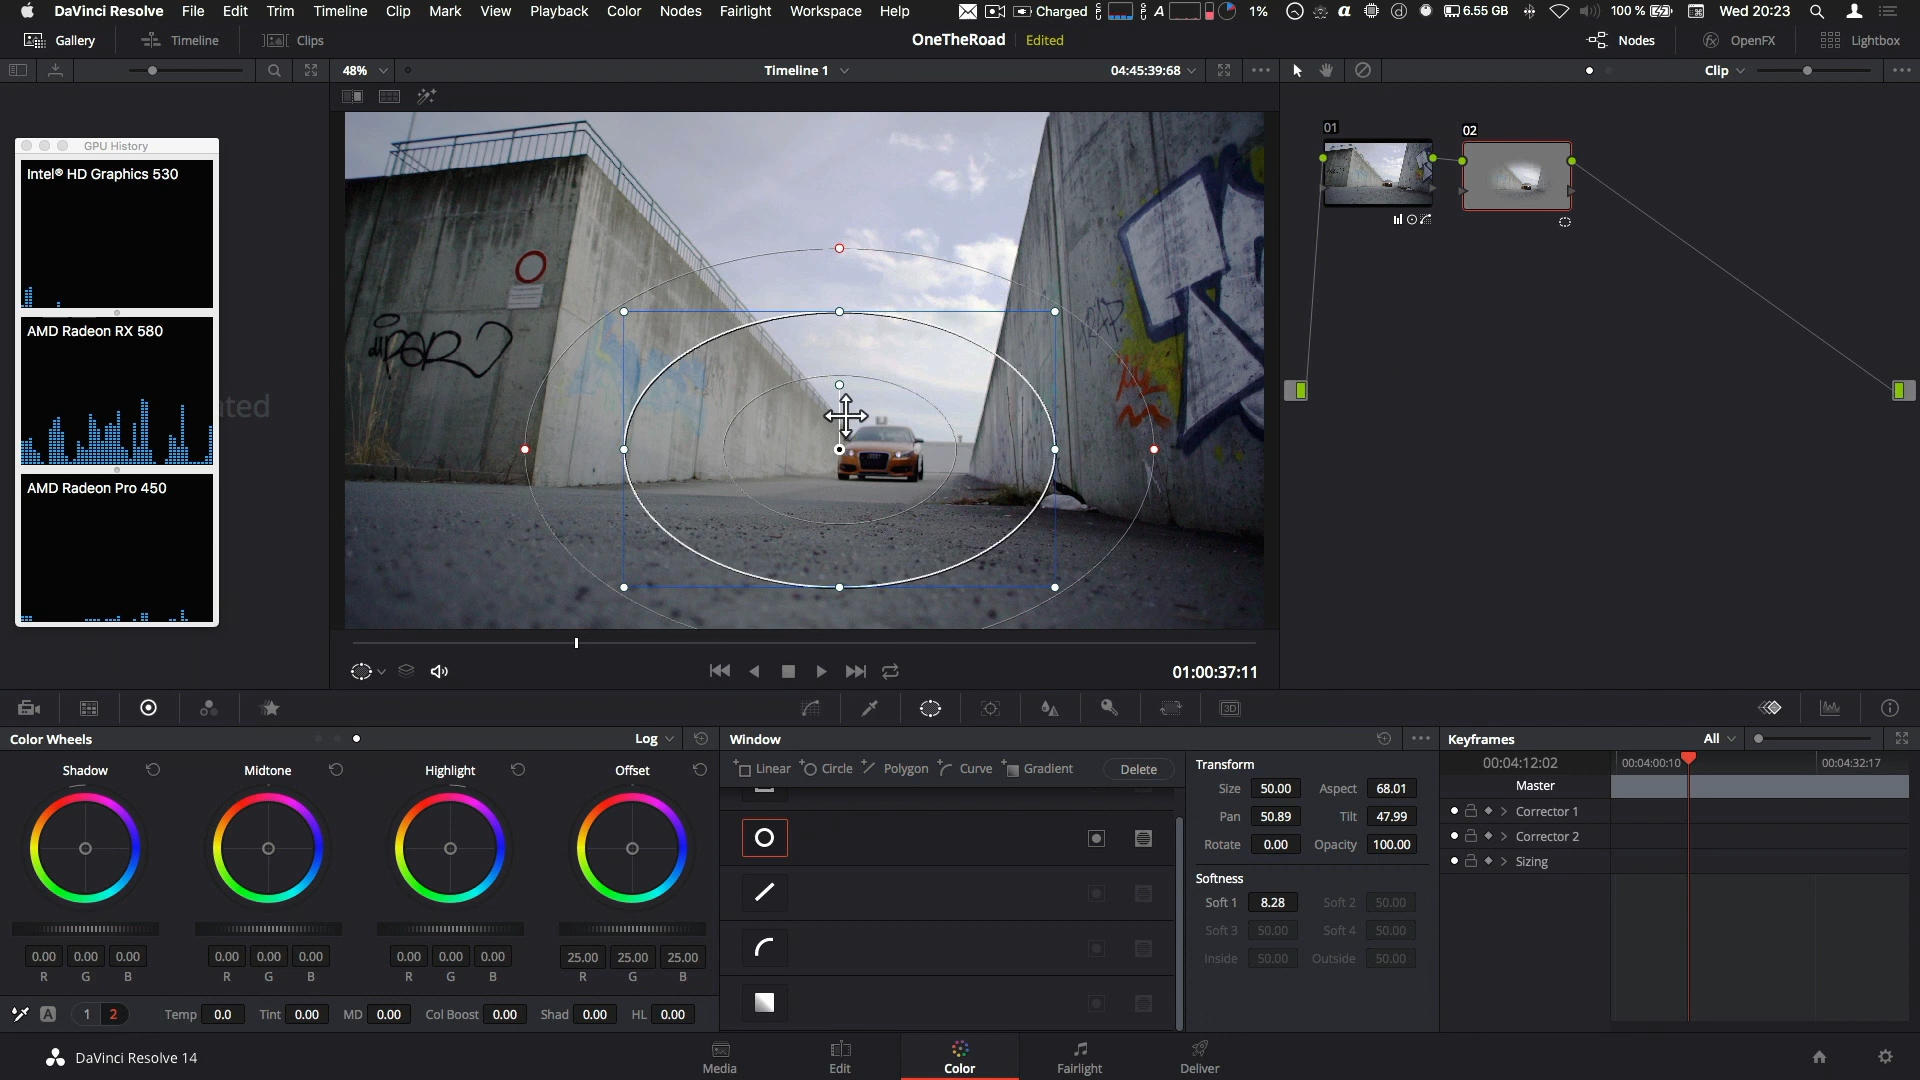 DaVinci Resolve File Edit Trim Timeline Clip Mark View Playback Color Nodes Fairlight Workspace Help Charged A 1% 6.55 GB 100 % Wed 20:23
Gallery Timeline Clips OneTheRoad Edited Nodes OpenFX Lightbox
48% Timeline 1 04:45:39:68 Clip
GPU History
Intel® HD Graphics 530
AMD Radeon RX 580
AMD Radeon Pro 450
ated
01
02
01:00:37:11
3D
Color Wheels Log
Shadow Midtone Highlight Offset
0.00 0.00 0.00 0.00 0.00 0.00 0.00 0.00 0.00 25.00 25.00 25.00
R G B R G B R G B R G B
A 1 2 Temp 0.0 Tint 0.00 MD 0.00 Col Boost 0.00 Shad 0.00 HL 0.00
Window
Linear Circle Polygon Curve Gradient Delete
Transform
Size 50.00 Aspect 68.01
Pan 50.89 Tilt 47.99
Rotate 0.00 Opacity 100.00
Softness
Soft 1 8.28 Soft 2 50.00
Soft 3 50.00 Soft 4 50.00
Inside 50.00 Outside 50.00
Keyframes All
00:04:12:02 00:04:00:10 00:04:32:17
Master
Corrector 1
Corrector 2
Sizing
DaVinci Resolve 14
Media Edit Color Fairlight Deliver